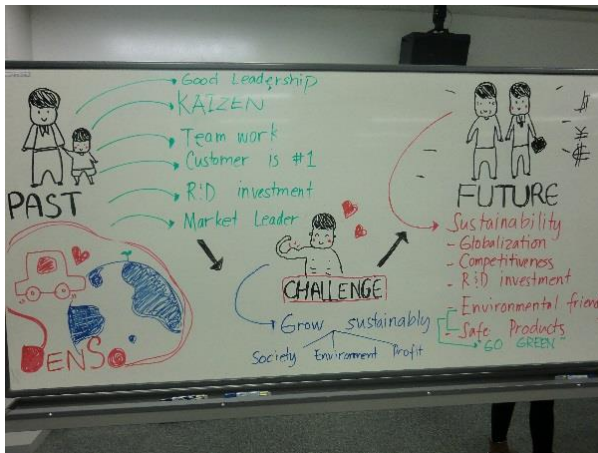 Good Leadership
KAIZEN
Team work
Customer is #1
R&D investment
Market Leader
PAST
DENSO
CHALLENGE
Grow sustainably
Society Environment Profit
$
¥
FUTURE
Sustainability
- Globalization
- Competitiveness
- R&D investment
- Environmental friend
- Safe Products
"GO GREEN"